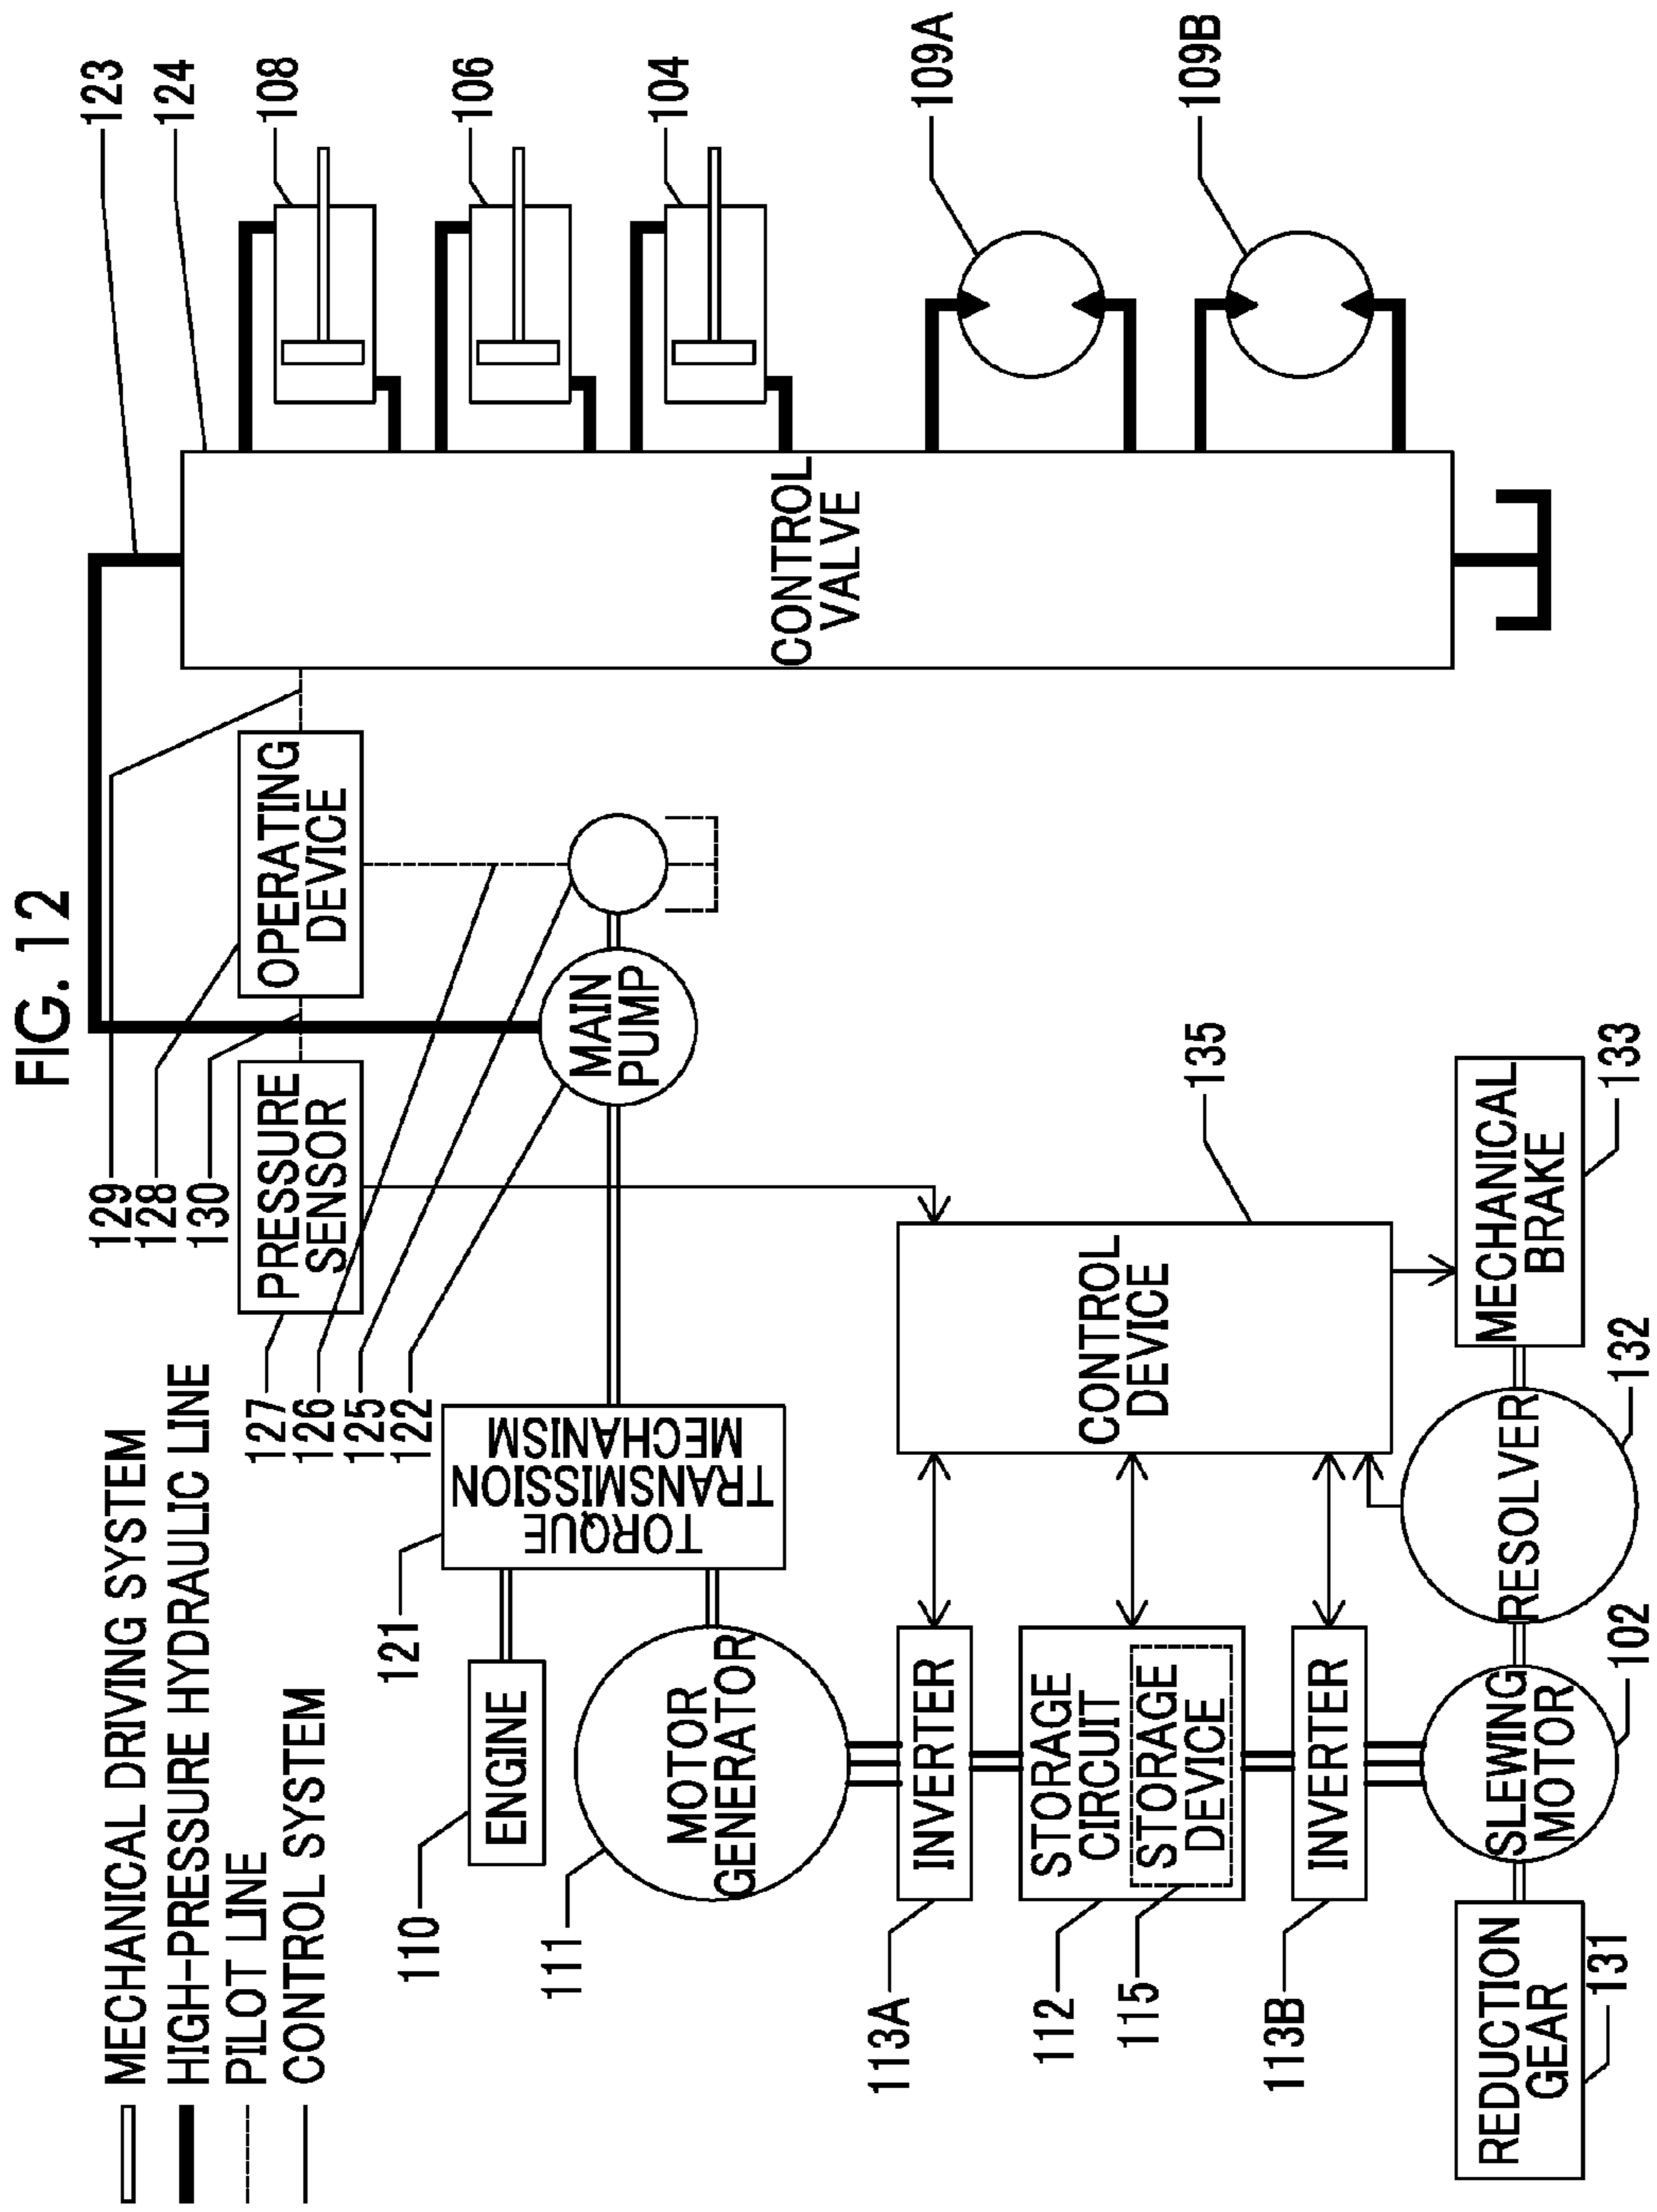 FIG. 12
MECHANICAL DRIVING SYSTEM
HIGH-PRESSURE HYDRAULIC LINE
PILOT LINE
CONTROL SYSTEM
129
128
130
127
126
125
122
123
124
108
106
104
109A
109B
PRESSURE
SENSOR
OPERATING
DEVICE
MAIN
PUMP
CONTROL
VALVE
121
TORQUE
TRANSMISSION
MECHANISM
110
ENGINE
111
MOTOR
GENERATOR
113A
INVERTER
112
STORAGE
CIRCUIT
115
STORAGE
DEVICE
113B
INVERTER
CONTROL
DEVICE
135
REDUCTION
GEAR
131
SLEWING
MOTOR
102
RESOLVER
132
MECHANICAL
BRAKE
133